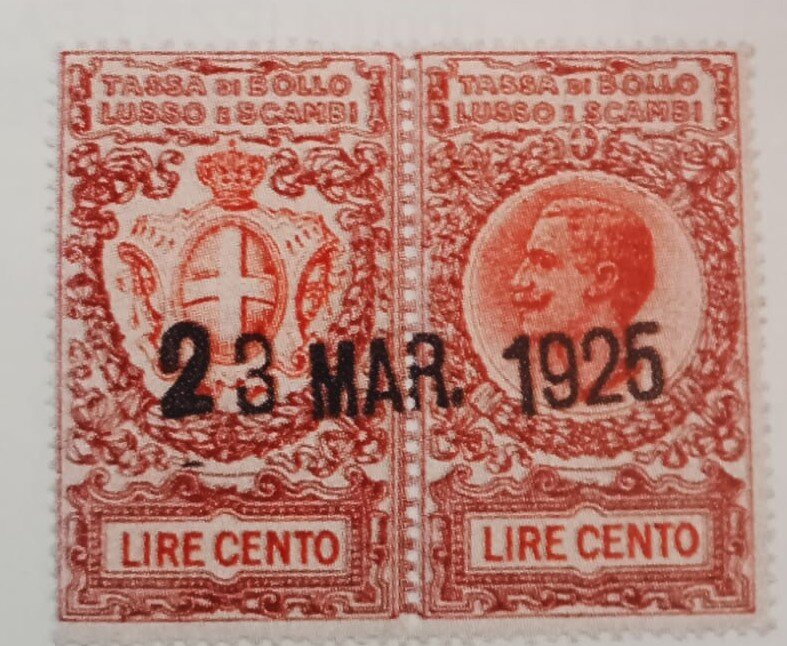 TASSA DI BOLLO
LUSSO E SCAMBI
TASSA DI BOLLO
LUSSO E SCAMBI
23 MAR. 1925
LIRE CENTO
LIRE CENTO